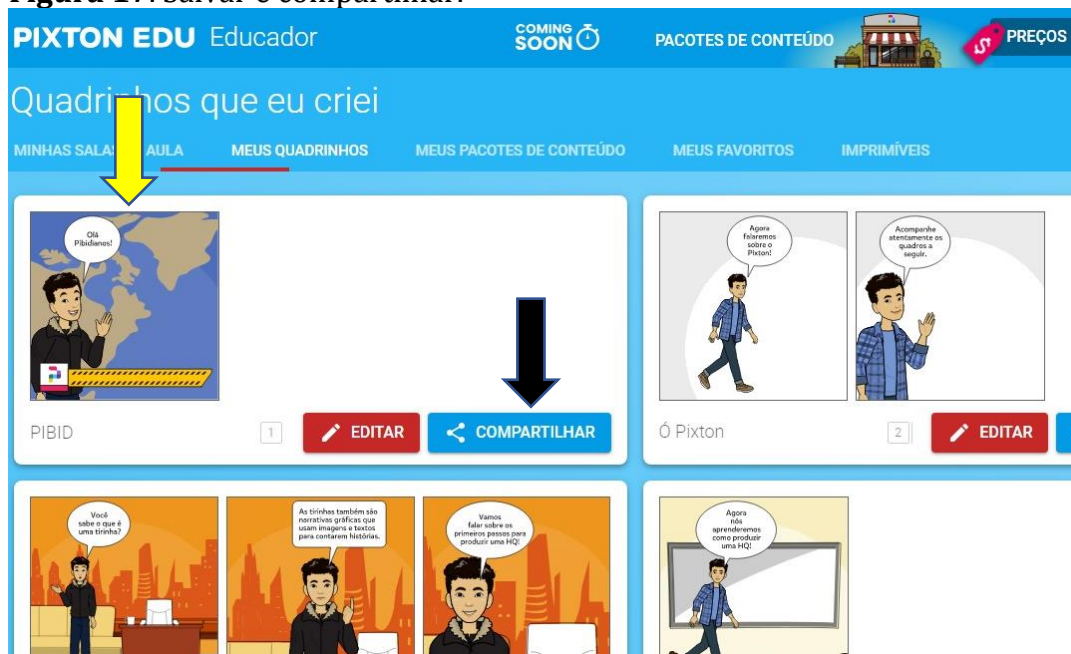 Figura 17: Salvar e compartilhar.
PIXTON EDU Educador
COMING
SOON
PACOTES DE CONTEÚDO
PREÇOS
Quadrinhos que eu criei
MINHAS SALAS AULA
MEUS QUADRINHOS
MEUS PACOTES DE CONTEÚDO
MEUS FAVORITOS
IMPRIMÍVEIS
Olá
Pibidianos!
PIBID
1
EDITAR
COMPARTILHAR
Agora
falaremos
sobre o
Pixton!
Acompanhe
atentamente os
quadros a
seguir.
Ó Pixton
2
EDITAR
Você
sabe o que é
uma tirinha?
As tirinhas também são
narrativas gráficas que
usam imagens e textos
para contarem histórias.
Vamos
falar sobre os
primeiros passos para
produzir uma HQ!
Agora
nós
aprenderemos
como produzir
uma HQ!